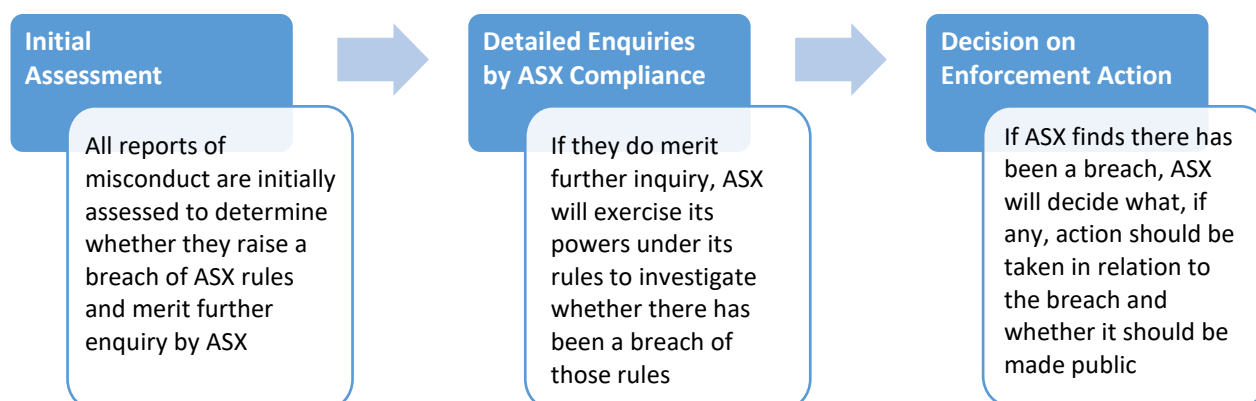 Initial
Assessment
All reports of
misconduct are initially
assessed to determine
whether they raise a
breach of ASX rules
and merit further
enquiry by ASX
Detailed Enquiries
by ASX Compliance
If they do merit
further inquiry, ASX
will exercise its
powers under its
rules to investigate
whether there has
been a breach of
those rules
Decision on
Enforcement Action
If ASX finds there has
been a breach, ASX
will decide what, if
any, action should be
taken in relation to
the breach and
whether it should be
made public